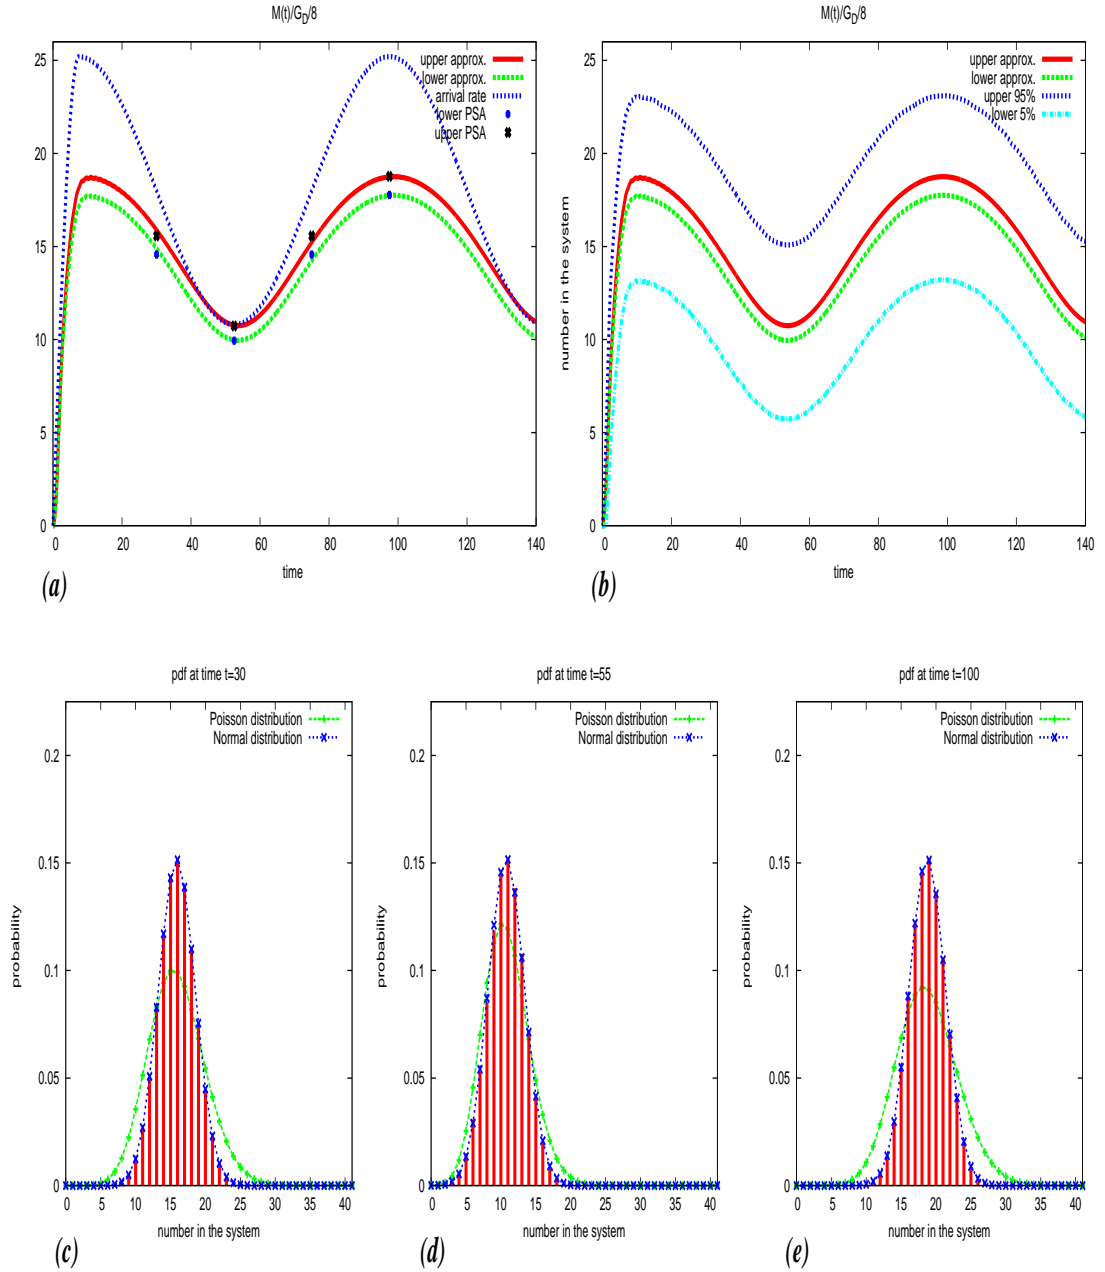 M(t)/G_D/8
upper approx.
lower approx.
arrival rate
lower PSA
upper PSA
25
20
15
10
5
0
0 20 40 60 80 100 120 140
time
(a)
M(t)/G_D/8
upper approx.
lower approx.
upper 95%
lower 5%
number in the system
25
20
15
10
5
0
0 20 40 60 80 100 120 140
time
(b)
pdf at time t=30
Poisson distribution
Normal distribution
probability
0.2
0.15
0.1
0.05
0
0 5 10 15 20 25 30 35 40
number in the system
(c)
pdf at time t=55
Poisson distribution
Normal distribution
probability
0.2
0.15
0.1
0.05
0
0 5 10 15 20 25 30 35 40
number in the system
(d)
pdf at time t=100
Poisson distribution
Normal distribution
probability
0.2
0.15
0.1
0.05
0
0 5 10 15 20 25 30 35 40
number in the system
(e)